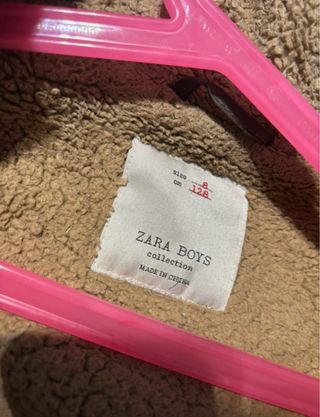 size 8
cm 128
ZARA BOYS
collection
MADE IN CHINA